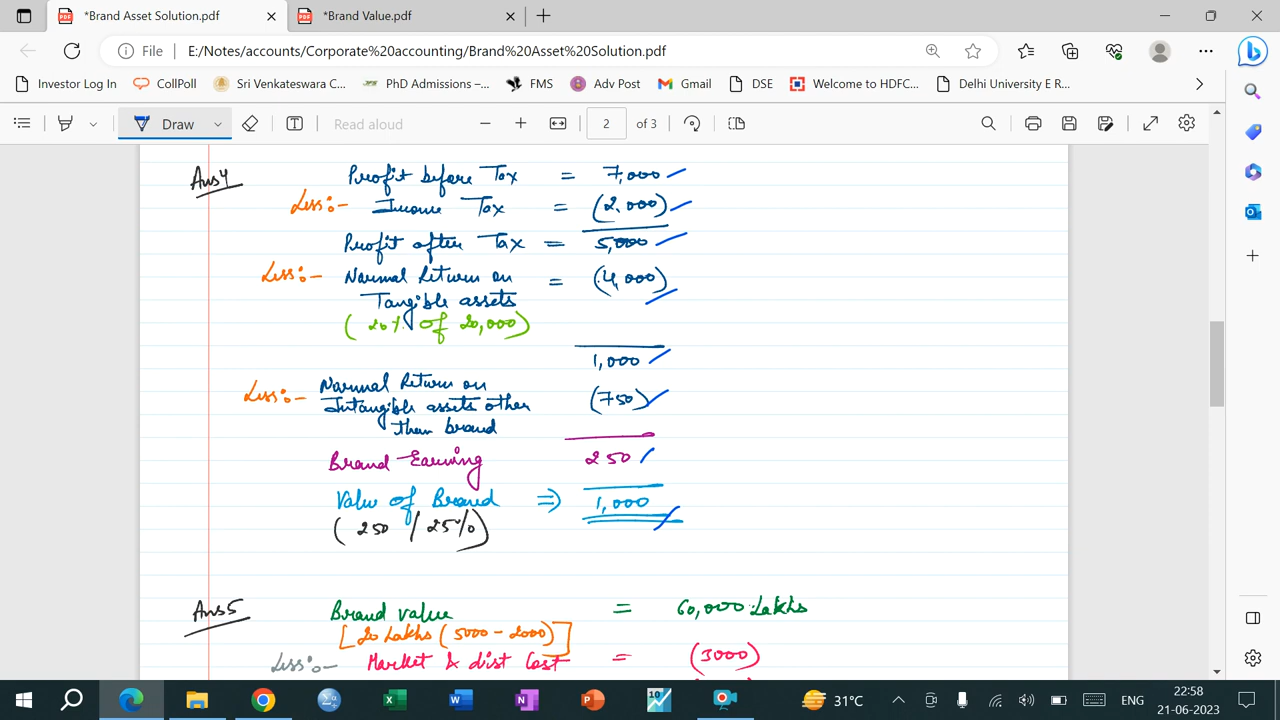 *Brand Asset Solution.pdf
*Brand Value.pdf
File E:/Notes/accounts/Corporate%20accounting/Brand%20Asset%20Solution.pdf
Investor Log In CollPoll Sri Venkateswara C... PhD Admissions –... FMS Adv Post Gmail DSE Welcome to HDFC... Delhi University E R...
Draw Read aloud 2 of 3
Ans 4 Profit before Tax = 7,000
Less:- Income Tax = (2,000)
Profit after Tax = 5,000
Less:- Normal Return on = (4,000)
Tangible assets
(20% of 20,000)
1,000
Less:- Normal Return on (750)
Intangible assets other
then brand
Brand Earning 250
Value of Brand ⇒ 1,000
(250 / 25%)
Ans 5 Brand value = 60,000 Lakhs
[20 Lakhs (5000 - 2000)]
Less:- Market & dist Cost = (3000)
31°C ENG 22:58
21-06-2023